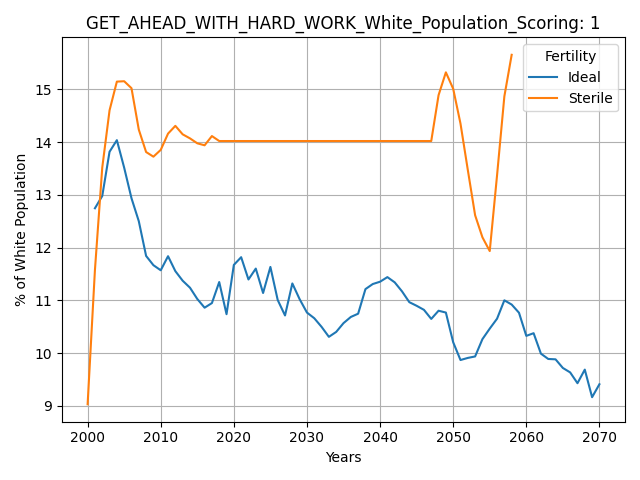 GET_AHEAD_WITH_HARD_WORK_White_Population_Scoring: 1
Fertility
Ideal
Sterile
% of White Population
15
14
13
12
11
10
9
2000 2010 2020 2030 2040 2050 2060 2070
Years